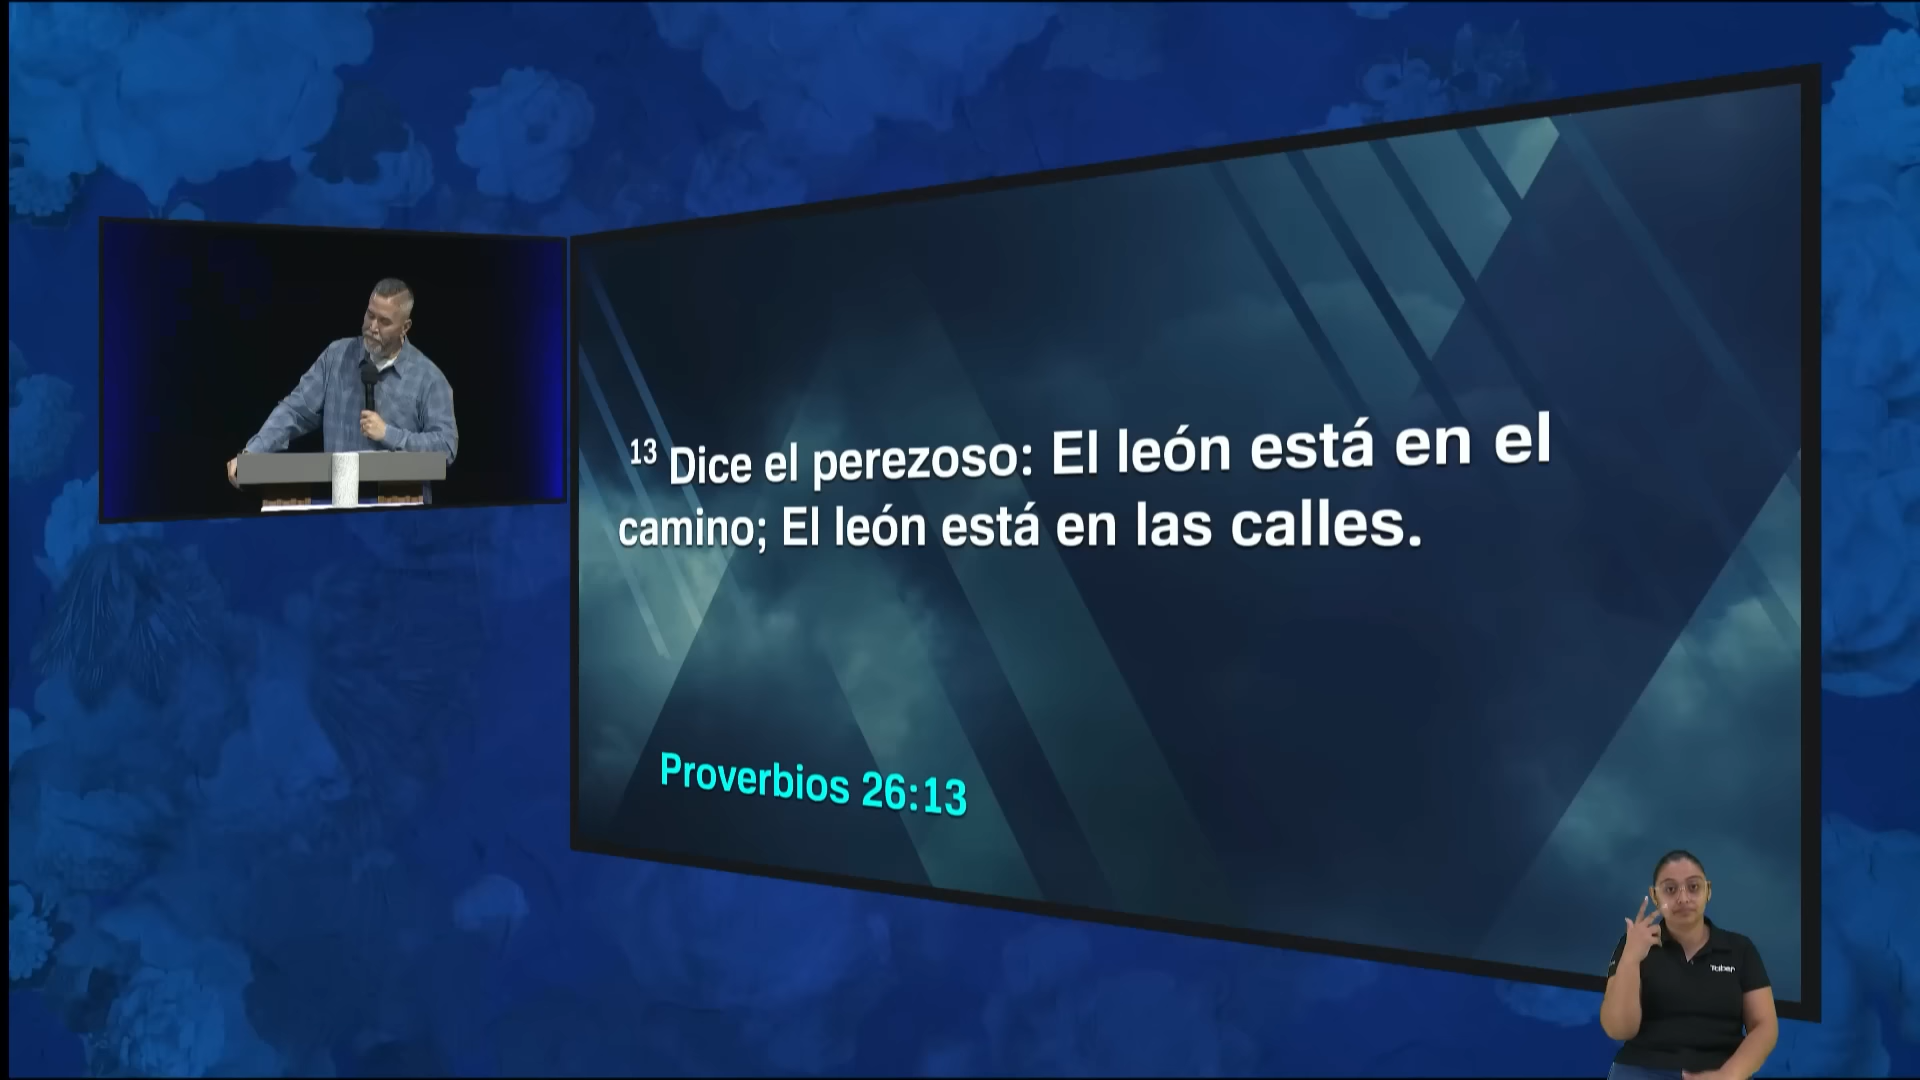 13 Dice el perezoso: El león está en el
camino; El león está en las calles.
Proverbios 26:13
Taber